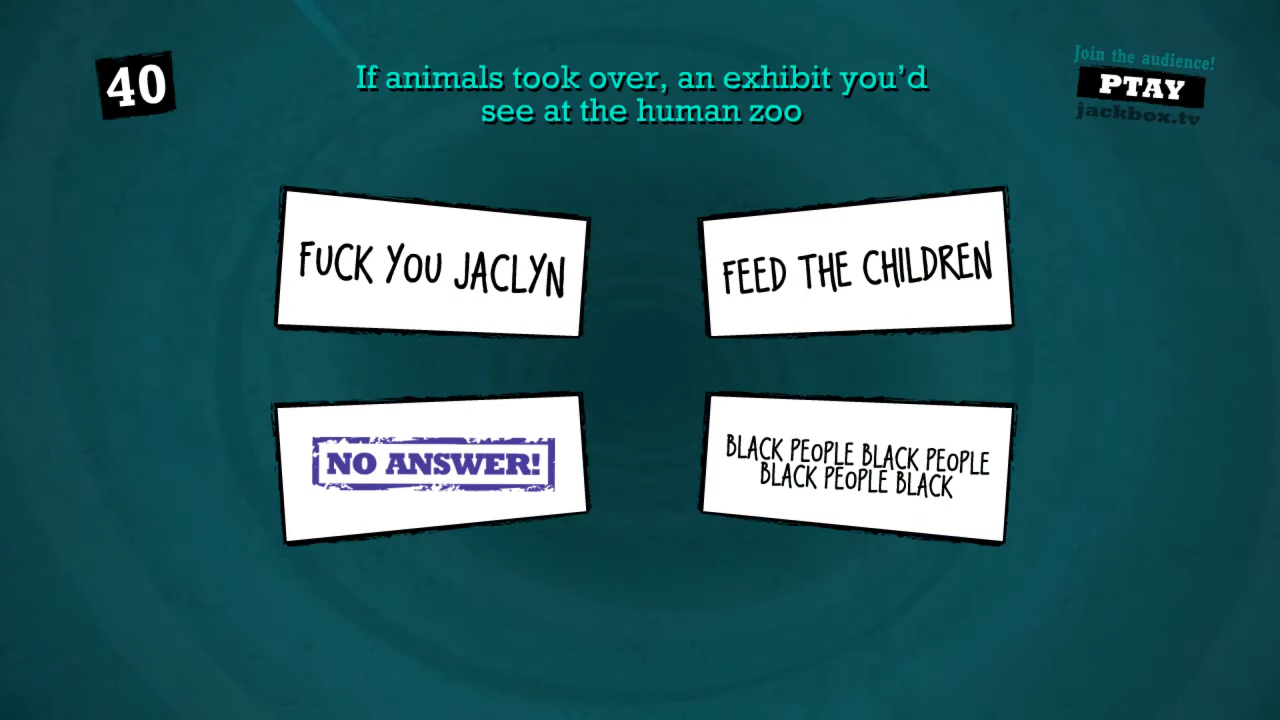 40
If animals took over, an exhibit you'd
see at the human zoo
Join the audience!
PTAY
jackbox.tv
FUCK YOU JACLYN
FEED THE CHILDREN
NO ANSWER!
BLACK PEOPLE BLACK PEOPLE
BLACK PEOPLE BLACK